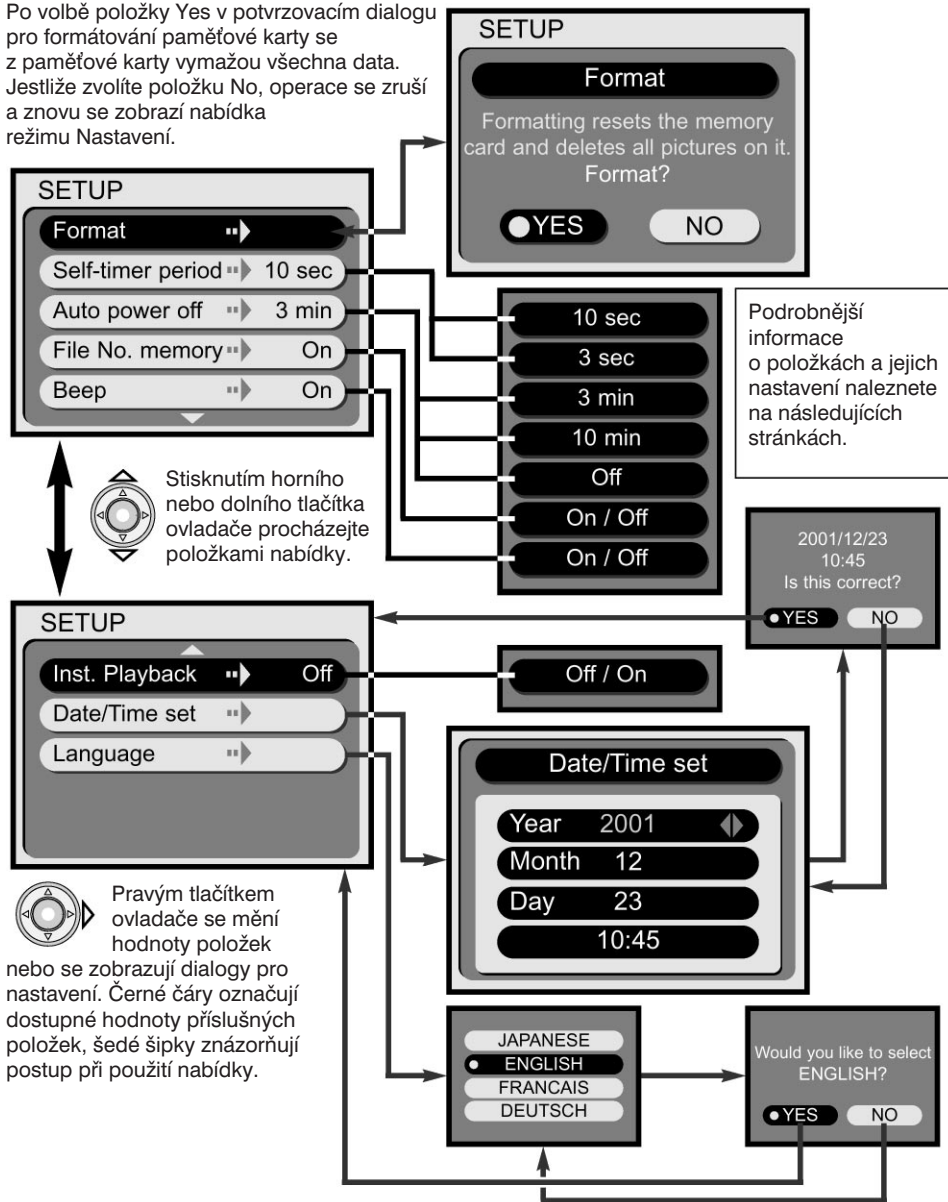 Po volbě položky Yes v potvrzovacím dialogu
pro formátování paměťové karty se
z paměťové karty vymažou všechna data.
Jestliže zvolíte položku No, operace se zruší
a znovu se zobrazí nabídka
režimu Nastavení.
SETUP
Format
Formatting resets the memory
card and deletes all pictures on it.
Format?
YES
NO
SETUP
Format
Self-timer period 10 sec
Auto power off 3 min
File No. memory On
Beep On
10 sec
3 sec
3 min
10 min
Off
On / Off
On / Off
Podrobnější
informace
o položkách a jejich
nastavení naleznete
na následujících
stránkách.
Stisknutím horního
nebo dolního tlačítka
ovladače procházejte
položkami nabídky.
2001/12/23
10:45
Is this correct?
YES NO
SETUP
Inst. Playback Off
Date/Time set
Language
Off / On
Date/Time set
Year 2001
Month 12
Day 23
10:45
Pravým tlačítkem
ovladače se mění
hodnoty položek
nebo se zobrazují dialogy pro
nastavení. Černé čáry označují
dostupné hodnoty příslušných
položek, šedé šipky znázorňují
postup při použití nabídky.
JAPANESE
ENGLISH
FRANCAIS
DEUTSCH
Would you like to select
ENGLISH?
YES NO